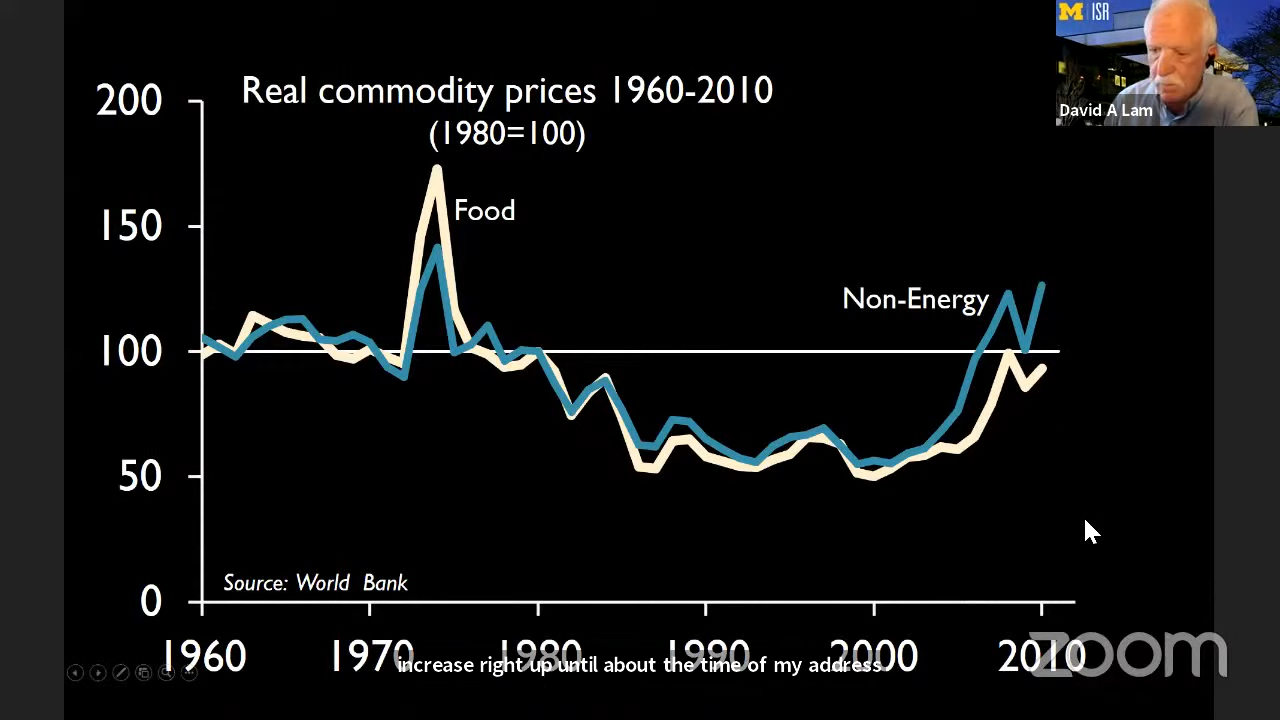 M | ISR
David A Lam
Real commodity prices 1960-2010
(1980=100)
200
150
100
50
0
Food
Non-Energy
Source: World Bank
1960 1970 1980 1990 2000 2010
increase right up until about the time of my address.
zoom